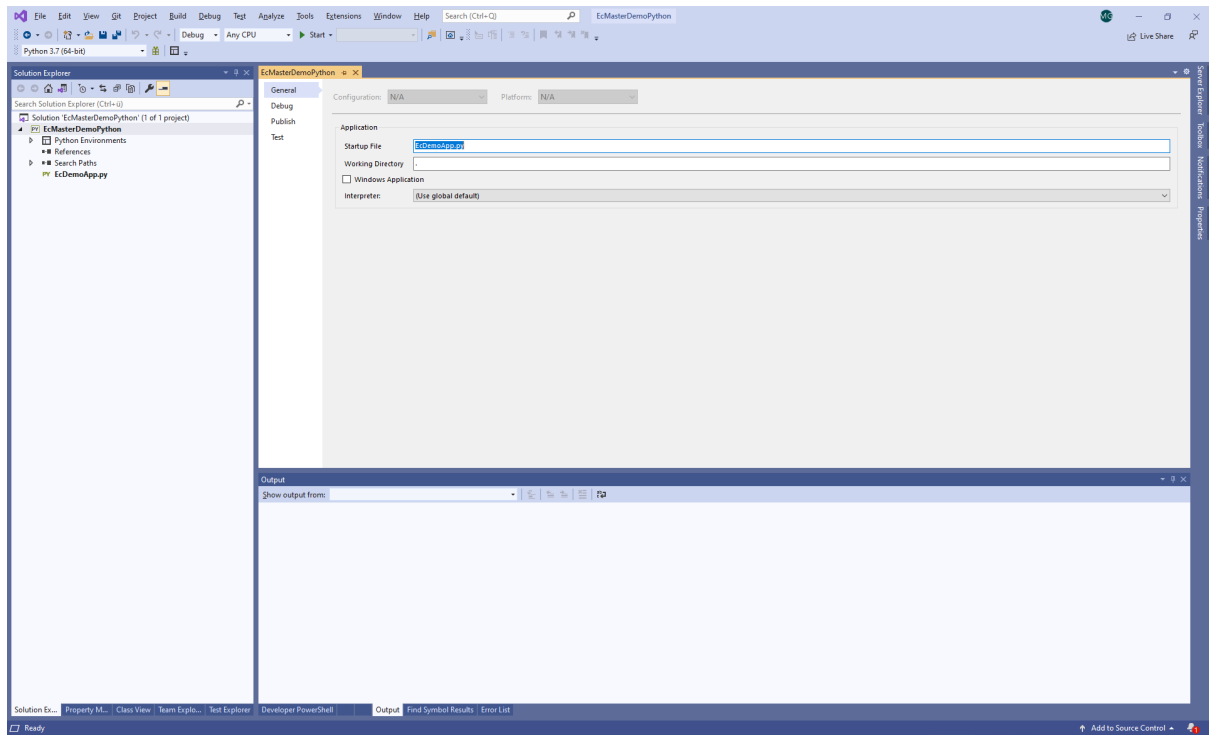 File Edit View Git Project Build Debug Test Analyze Tools Extensions Window Help Search (Ctrl+Q) EcMasterDemoPython MG
Debug Any CPU Start Live Share
Python 3.7 (64-bit)
Solution Explorer
Search Solution Explorer (Ctrl+ü)
Solution 'EcMasterDemoPython' (1 of 1 project)
PY EcMasterDemoPython
Python Environments
References
Search Paths
PY EcDemoApp.py
EcMasterDemoPython
General
Debug
Publish
Test
Configuration: N/A Platform: N/A
Application
Startup File EcDemoApp.py
Working Directory .
Windows Application
Interpreter: (Use global default)
Server Explorer
Toolbox
Notifications
Properties
Output
Show output from:
Solution Ex... Property M... Class View Team Explo... Test Explorer Developer PowerShell Output Find Symbol Results Error List
Ready Add to Source Control 1